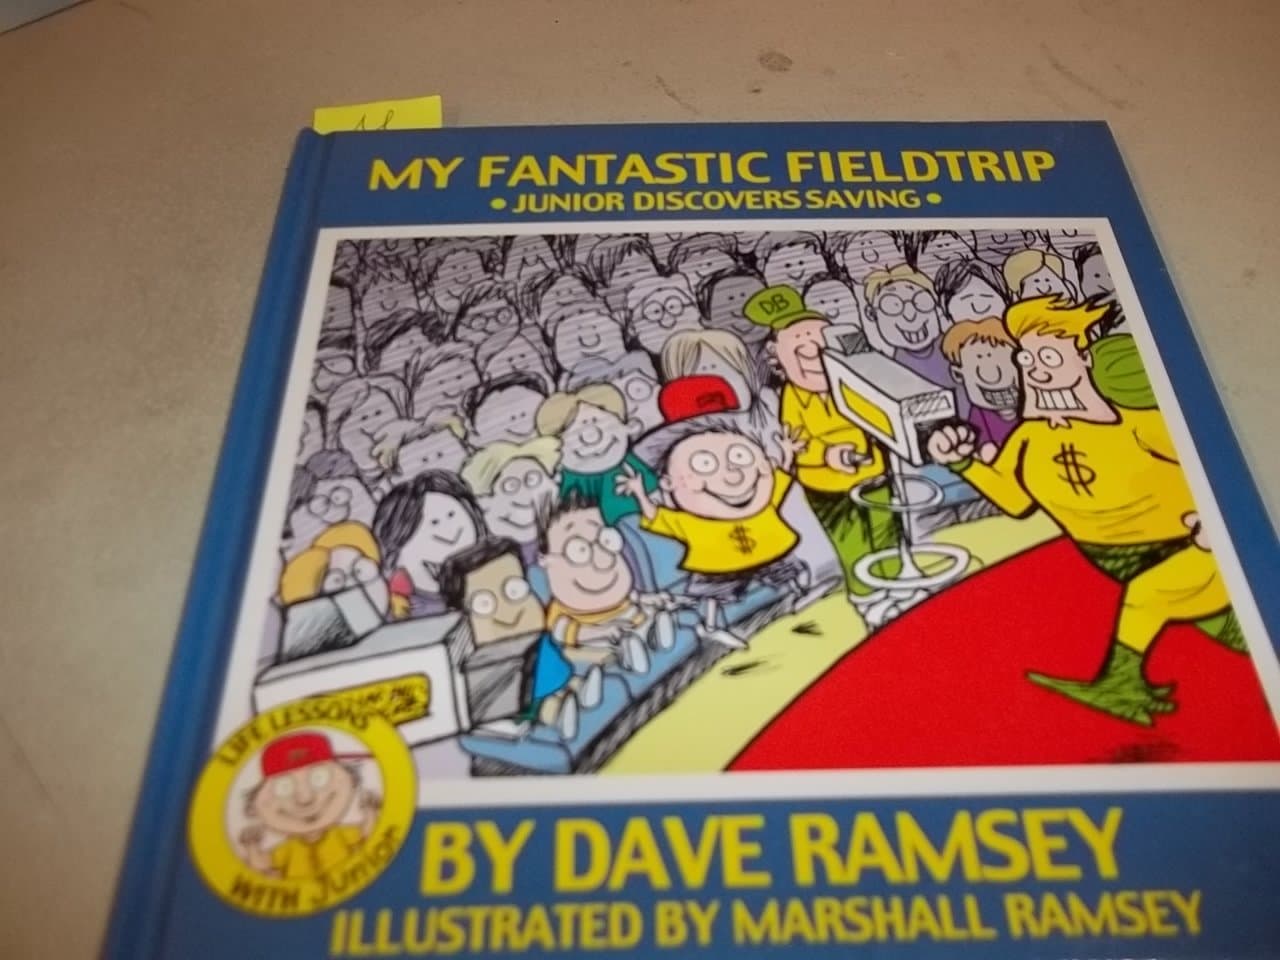 MY FANTASTIC FIELDTRIP
• JUNIOR DISCOVERS SAVING •
DB
$
$
LIFE LESSONS
WITH Junior
BY DAVE RAMSEY
ILLUSTRATED BY MARSHALL RAMSEY